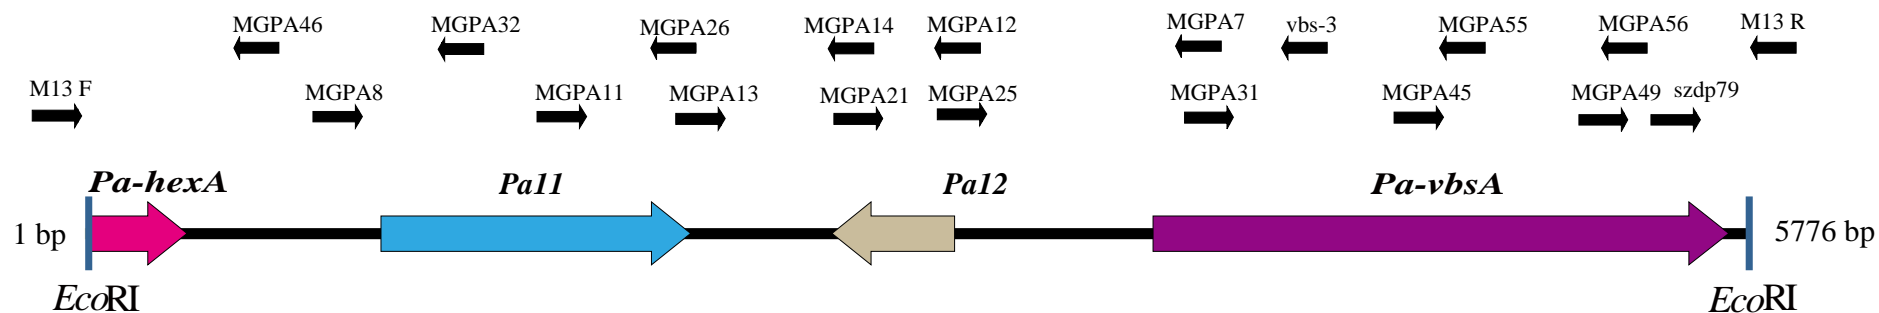 MGPA46 MGPA32 MGPA26 MGPA14 MGPA12 MGPA7 vbs-3 MGPA55 MGPA56 M13 R
M13 F MGPA8 MGPA11 MGPA13 MGPA21 MGPA25 MGPA31 MGPA45 MGPA49 szdp79
Pa-hexA Pa11 Pa12 Pa-vbsA
1 bp 5776 bp
EcoRI EcoRI